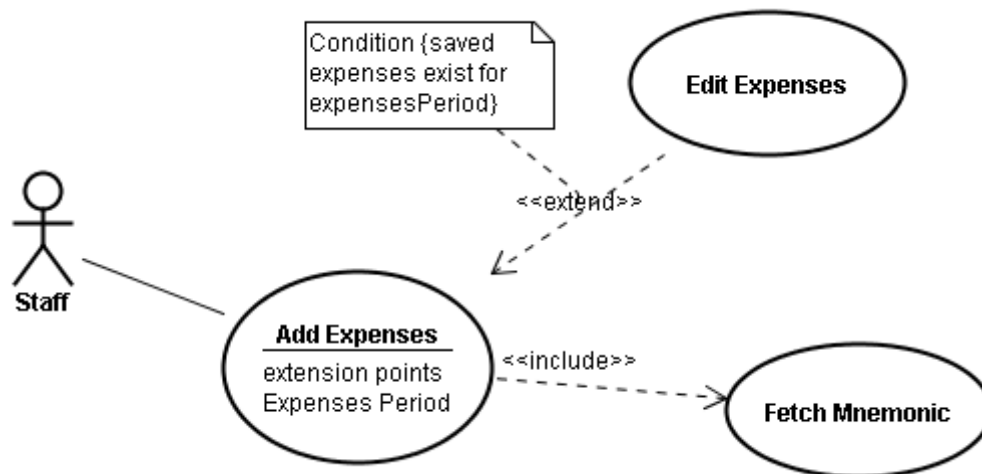 Condition {saved
expenses exist for
expensesPeriod}
Edit Expenses
<<extend>>
Staff
Add Expenses
extension points
Expenses Period
<<include>>
Fetch Mnemonic